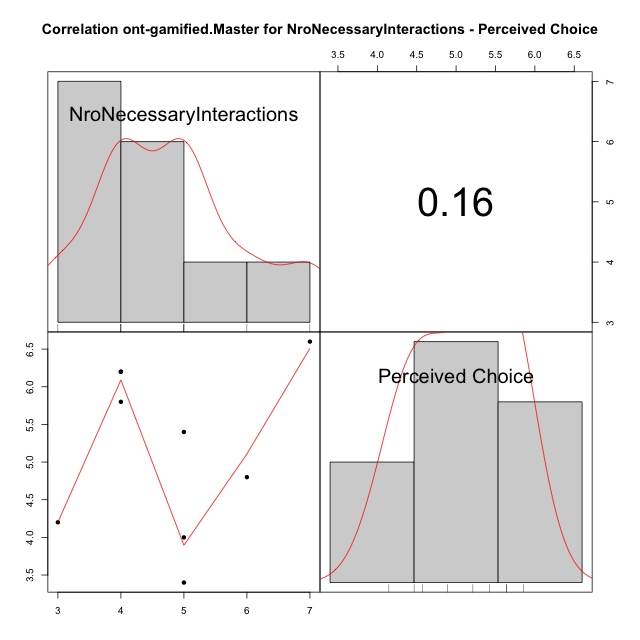 Correlation ont-gamified.Master for NroNecessaryInteractions - Perceived Choice
3.5 4.0 4.5 5.0 5.5 6.0 6.5
NroNecessaryInteractions
0.16
3 4 5 6 7
Perceived Choice
3.5 4.0 4.5 5.0 5.5 6.0 6.5
3 4 5 6 7